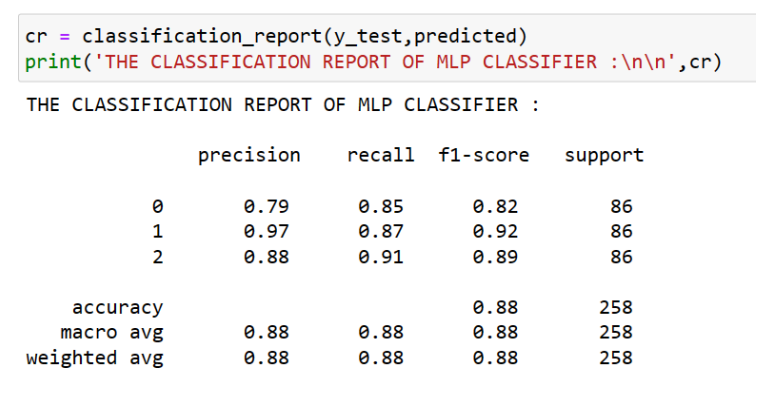 cr = classification_report(y_test,predicted)
print('THE CLASSIFICATION REPORT OF MLP CLASSIFIER :\n\n',cr)
THE CLASSIFICATION REPORT OF MLP CLASSIFIER :
precision recall f1-score support
0 0.79 0.85 0.82 86
1 0.97 0.87 0.92 86
2 0.88 0.91 0.89 86
accuracy 0.88 258
macro avg 0.88 0.88 0.88 258
weighted avg 0.88 0.88 0.88 258